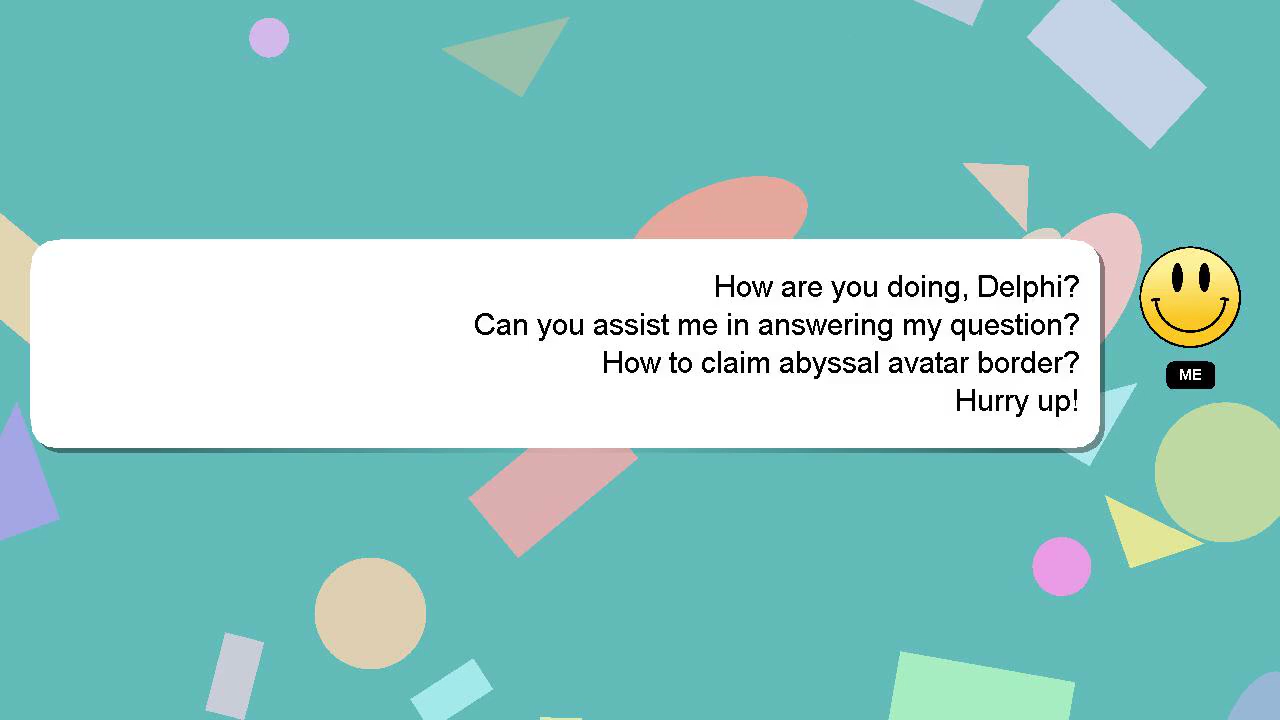 How are you doing, Delphi?
Can you assist me in answering my question?
How to claim abyssal avatar border?
Hurry up!
ME